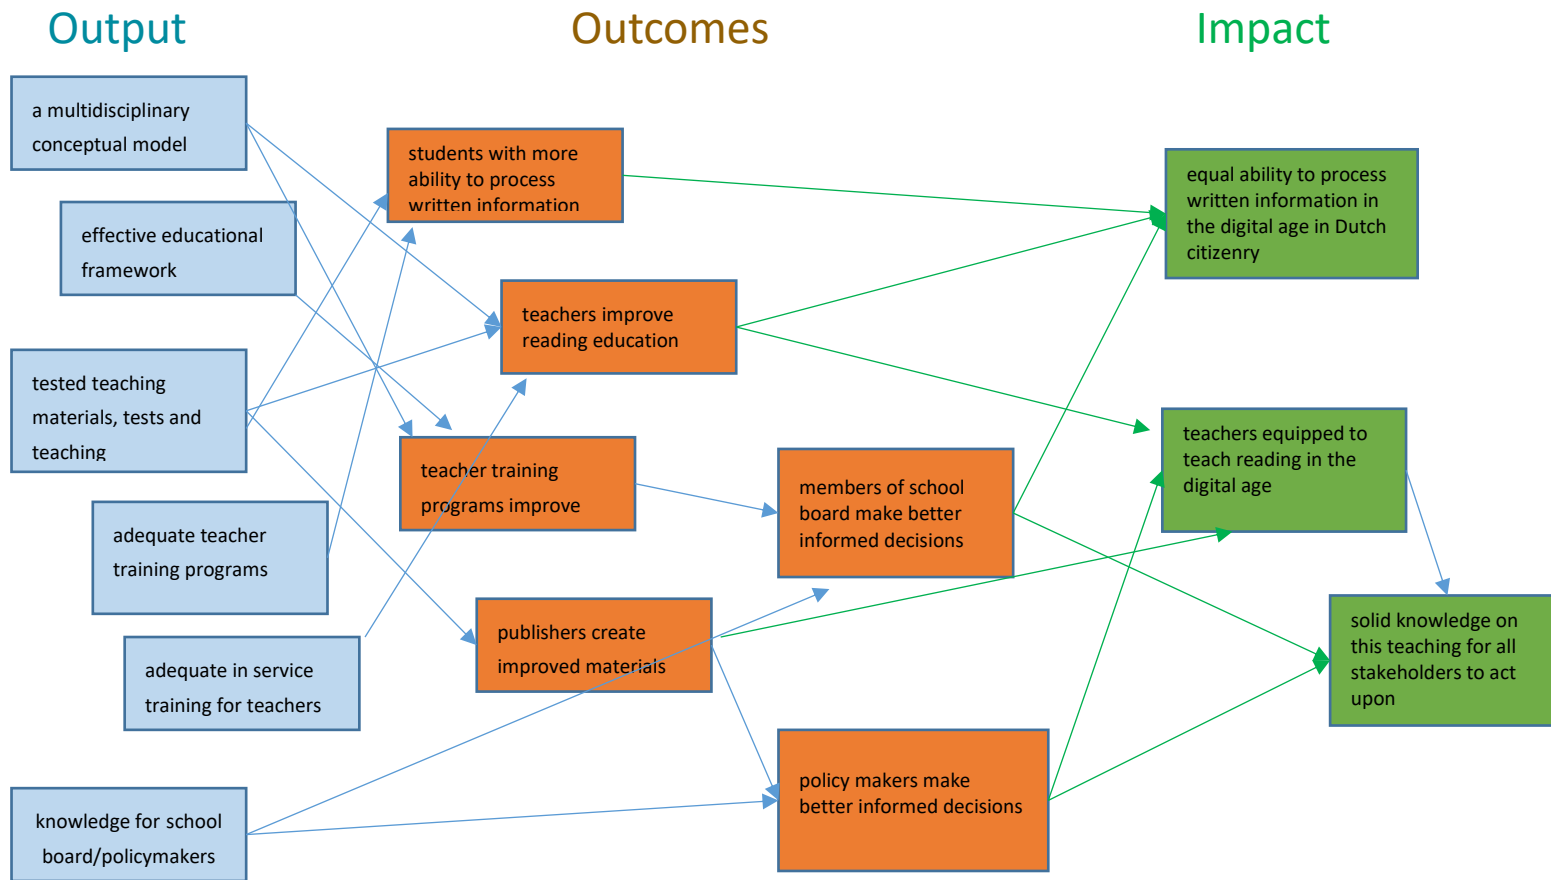 Output
Outcomes
Impact
a multidisciplinary
conceptual model
effective educational
framework
tested teaching
materials, tests and
teaching
adequate teacher
training programs
adequate in service
training for teachers
knowledge for school
board/policymakers
students with more
ability to process
written information
teachers improve
reading education
teacher training
programs improve
publishers create
improved materials
members of school
board make better
informed decisions
policy makers make
better informed decisions
equal ability to process
written information in
the digital age in Dutch
citizenry
teachers equipped to
teach reading in the
digital age
solid knowledge on
this teaching for all
stakeholders to act
upon